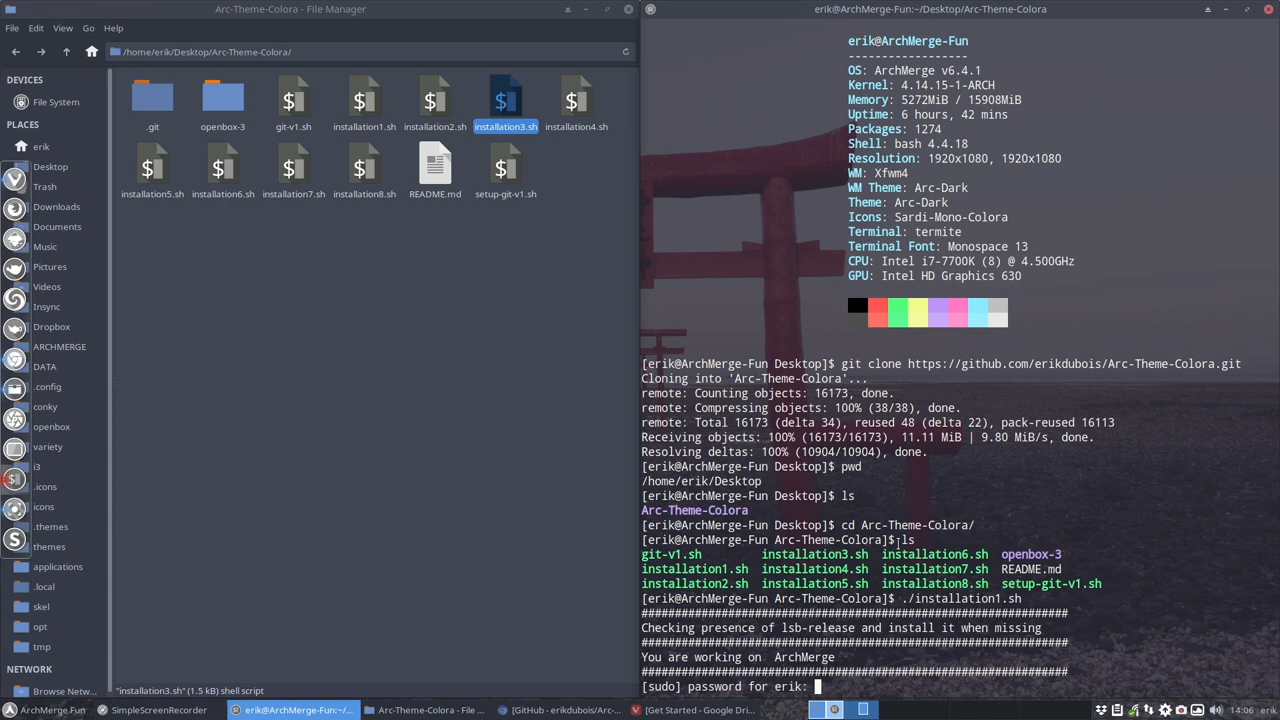 Arc-Theme-Colora - File Manager
File Edit View Go Help
/home/erik/Desktop/Arc-Theme-Colora/
DEVICES
File System
PLACES
erik
Desktop
Trash
Downloads
Documents
Music
Pictures
Videos
Insync
Dropbox
ARCHMERGE
DATA
.config
conky
openbox
variety
i3
.icons
icons
.themes
themes
applications
.local
skel
opt
tmp
NETWORK
Browse Netw...
.git openbox-3 git-v1.sh installation1.sh installation2.sh installation3.sh installation4.sh
installation5.sh installation6.sh installation7.sh installation8.sh README.md setup-git-v1.sh
"installation3.sh" (1.5 kB) shell script
erik@ArchMerge-Fun:~/Desktop/Arc-Theme-Colora
erik@ArchMerge-Fun
------------------
OS: ArchMerge v6.4.1
Kernel: 4.14.15-1-ARCH
Memory: 5272MiB / 15908MiB
Uptime: 6 hours, 42 mins
Packages: 1274
Shell: bash 4.4.18
Resolution: 1920x1080, 1920x1080
WM: Xfwm4
WM Theme: Arc-Dark
Theme: Arc-Dark
Icons: Sardi-Mono-Colora
Terminal: termite
Terminal Font: Monospace 13
CPU: Intel i7-7700K (8) @ 4.500GHz
GPU: Intel HD Graphics 630
[erik@ArchMerge-Fun Desktop]$ git clone https://github.com/erikdubois/Arc-Theme-Colora.git
Cloning into 'Arc-Theme-Colora'...
remote: Counting objects: 16173, done.
remote: Compressing objects: 100% (38/38), done.
remote: Total 16173 (delta 34), reused 48 (delta 22), pack-reused 16113
Receiving objects: 100% (16173/16173), 11.11 MiB | 9.80 MiB/s, done.
Resolving deltas: 100% (10904/10904), done.
[erik@ArchMerge-Fun Desktop]$ pwd
/home/erik/Desktop
[erik@ArchMerge-Fun Desktop]$ ls
Arc-Theme-Colora
[erik@ArchMerge-Fun Desktop]$ cd Arc-Theme-Colora/
[erik@ArchMerge-Fun Arc-Theme-Colora]$ ls
git-v1.sh installation3.sh installation6.sh openbox-3
installation1.sh installation4.sh installation7.sh README.md
installation2.sh installation5.sh installation8.sh setup-git-v1.sh
[erik@ArchMerge-Fun Arc-Theme-Colora]$ ./installation1.sh
################################################################
Checking presence of lsb-release and install it when missing
################################################################
You are working on  ArchMerge
################################################################
[sudo] password for erik:
ArchMerge Fun SimpleScreenRecorder erik@ArchMerge-Fun:~/... Arc-Theme-Colora - File ... [GitHub - erikdubois/Arc-... [Get Started - Google Dri... 14:06 erik